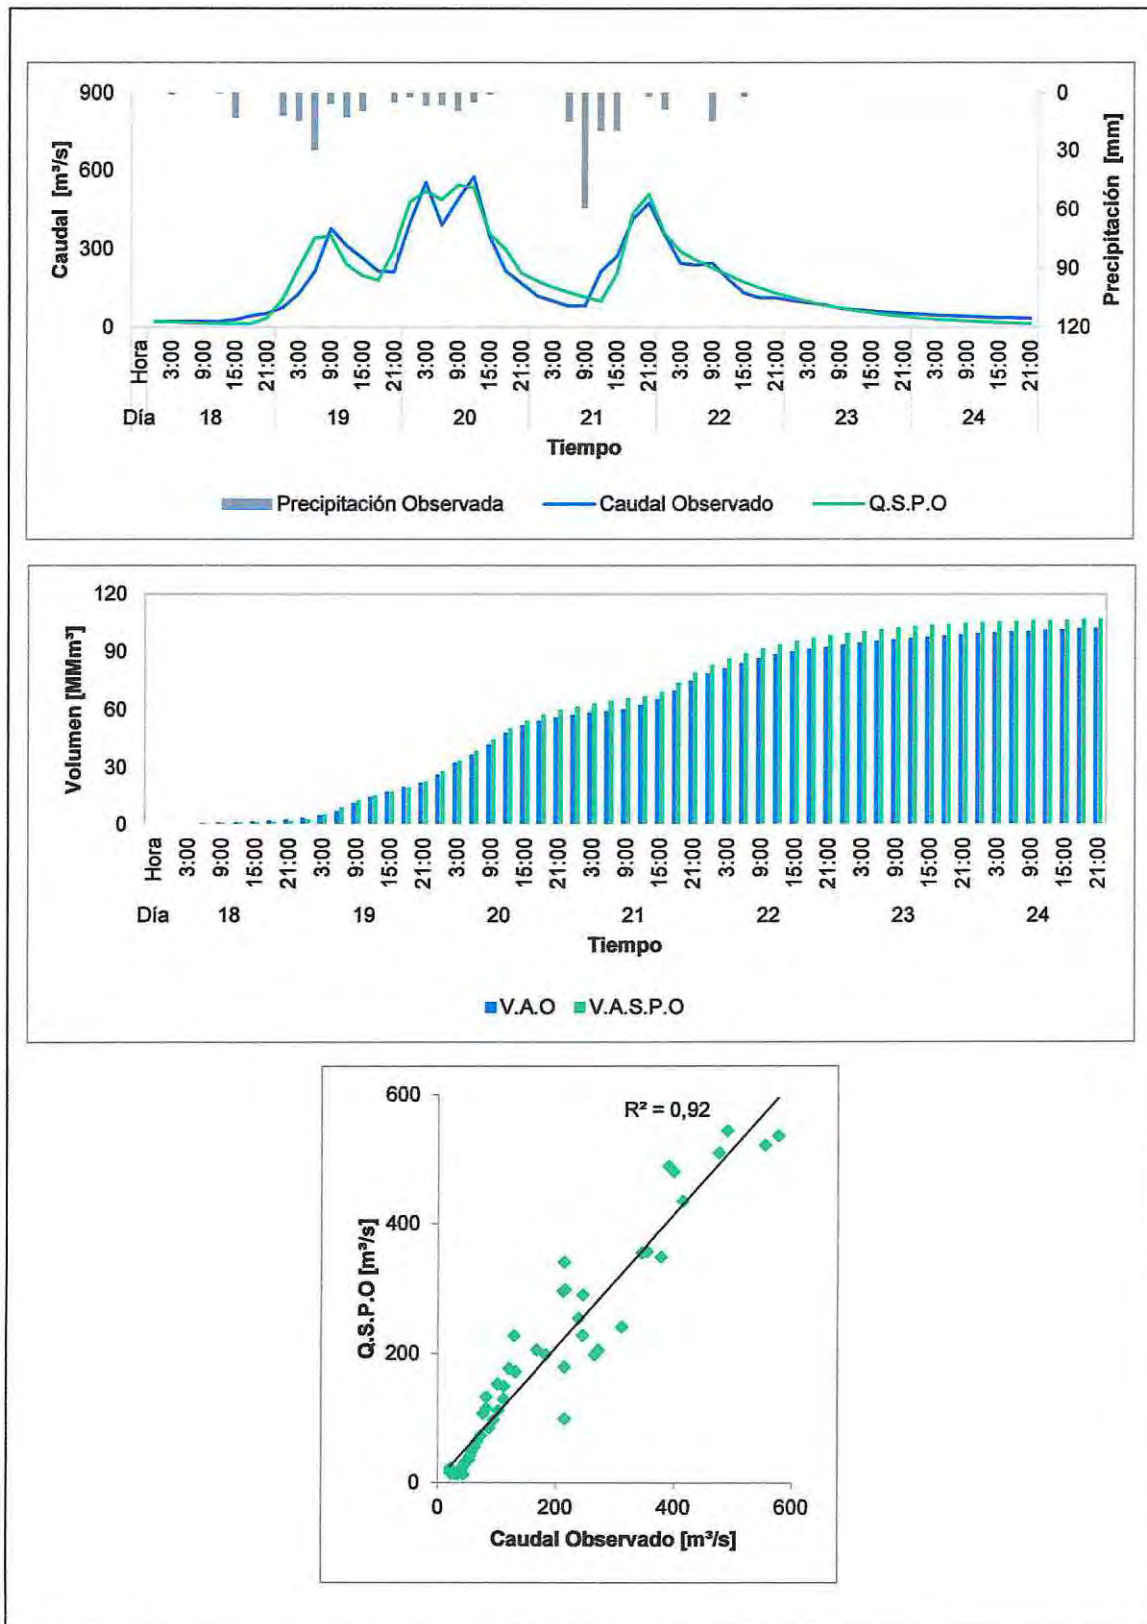 900
600
300
0
Caudal [m³/s]
0
30
60
90
120
Precipitación [mm]
Hora 3:00 9:00 15:00 21:00 3:00 9:00 15:00 21:00 3:00 9:00 15:00 21:00 3:00 9:00 15:00 21:00 3:00 9:00 15:00 21:00 3:00 9:00 15:00 21:00 3:00 9:00 15:00 21:00
Día 18 19 20 21 22 23 24
Tiempo
Precipitación Observada Caudal Observado Q.S.P.O
120
90
60
30
0
Volumen [MMm³]
Hora 3:00 9:00 15:00 21:00 3:00 9:00 15:00 21:00 3:00 9:00 15:00 21:00 3:00 9:00 15:00 21:00 3:00 9:00 15:00 21:00 3:00 9:00 15:00 21:00 3:00 9:00 15:00 21:00
Día 18 19 20 21 22 23 24
Tiempo
V.A.O V.A.S.P.O
600
400
200
0
Q.S.P.O [m³/s]
R² = 0,92
0 200 400 600
Caudal Observado [m³/s]